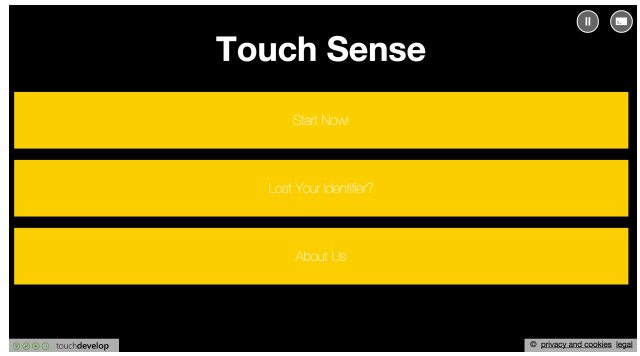 Touch Sense
Start Now!
Lost Your Identifier?
About Us
touchdevelop
© privacy and cookies legal